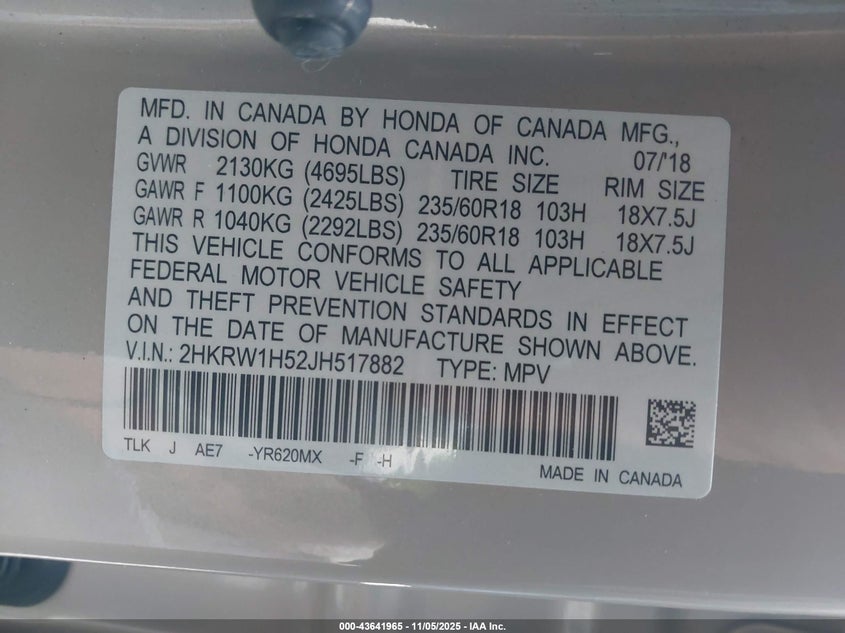 MFD. IN CANADA BY HONDA OF CANADA MFG.,
A DIVISION OF HONDA CANADA INC. 07/'18
GVWR 2130KG (4695LBS) TIRE SIZE RIM SIZE
GAWR F 1100KG (2425LBS) 235/60R18 103H 18X7.5J
GAWR R 1040KG (2292LBS) 235/60R18 103H 18X7.5J
THIS VEHICLE CONFORMS TO ALL APPLICABLE
FEDERAL MOTOR VEHICLE SAFETY
AND THEFT PREVENTION STANDARDS IN EFFECT
ON THE DATE OF MANUFACTURE SHOWN ABOVE.
V.I.N.: 2HKRW1H52JH517882 TYPE: MPV
TLK J AE7 -YR620MX -F -H
MADE IN CANADA
000-43641965 - 11/05/2025 - IAA Inc.